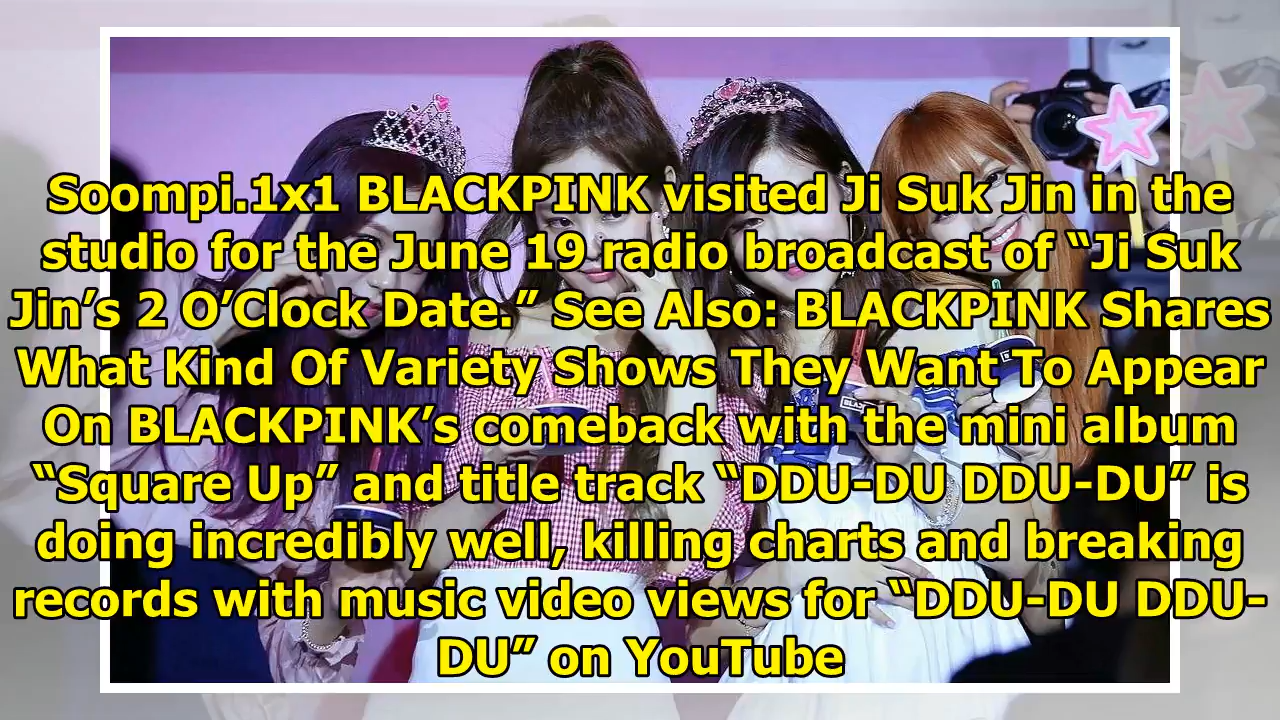 Soompi.1x1 BLACKPINK visited Ji Suk Jin in the
studio for the June 19 radio broadcast of “Ji Suk
Jin’s 2 O’Clock Date.” See Also: BLACKPINK Shares
What Kind Of Variety Shows They Want To Appear
On BLACKPINK’s comeback with the mini album
“Square Up” and title track “DDU-DU DDU-DU” is
doing incredibly well, killing charts and breaking
records with music video views for “DDU-DU DDU-
DU” on YouTube